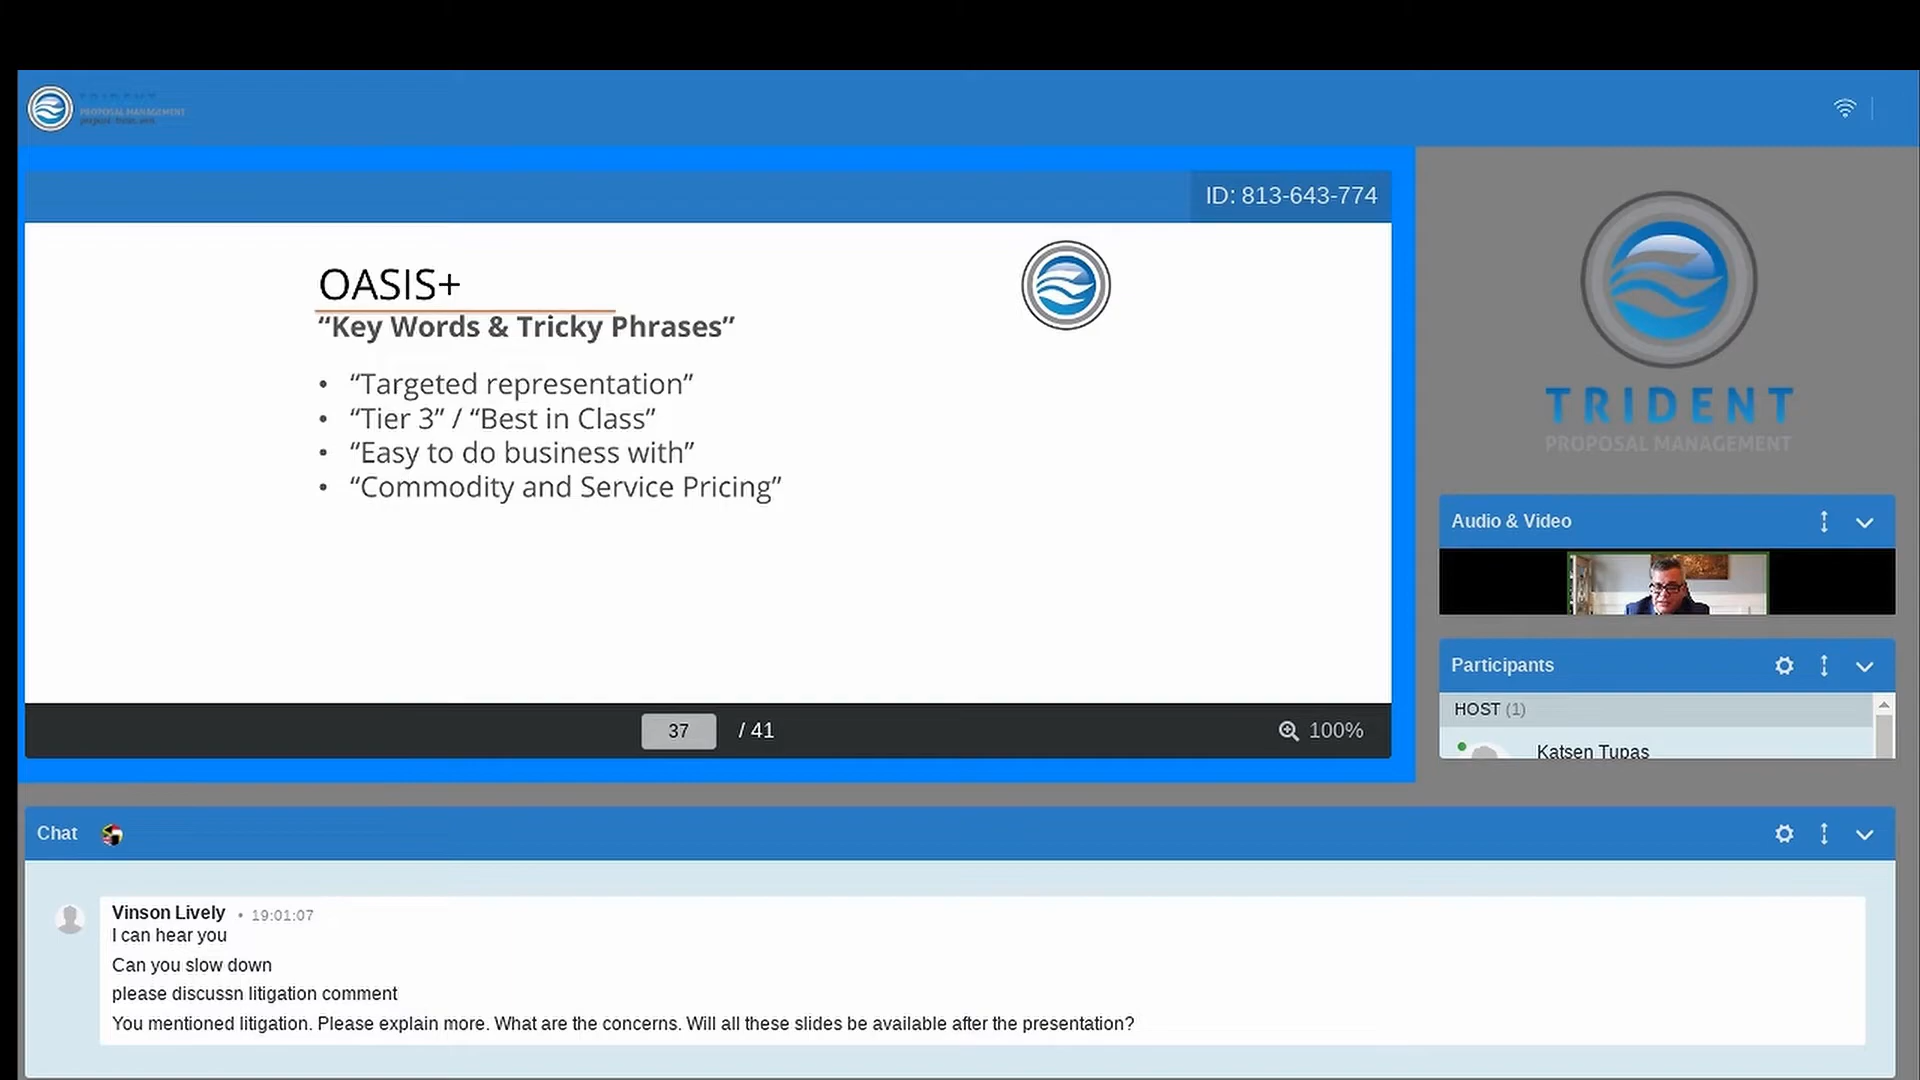 TRIDENT
PROPOSAL MANAGEMENT
ID: 813-643-774
OASIS+
“Key Words & Tricky Phrases”
• “Targeted representation”
• “Tier 3” / “Best in Class”
• “Easy to do business with”
• “Commodity and Service Pricing”
37 / 41
100%
TRIDENT
PROPOSAL MANAGEMENT
Audio & Video
Participants
HOST (1)
Katsen Tupas
Chat
Vinson Lively • 19:01:07
I can hear you
Can you slow down
please discussn litigation comment
You mentioned litigation. Please explain more. What are the concerns. Will all these slides be available after the presentation?